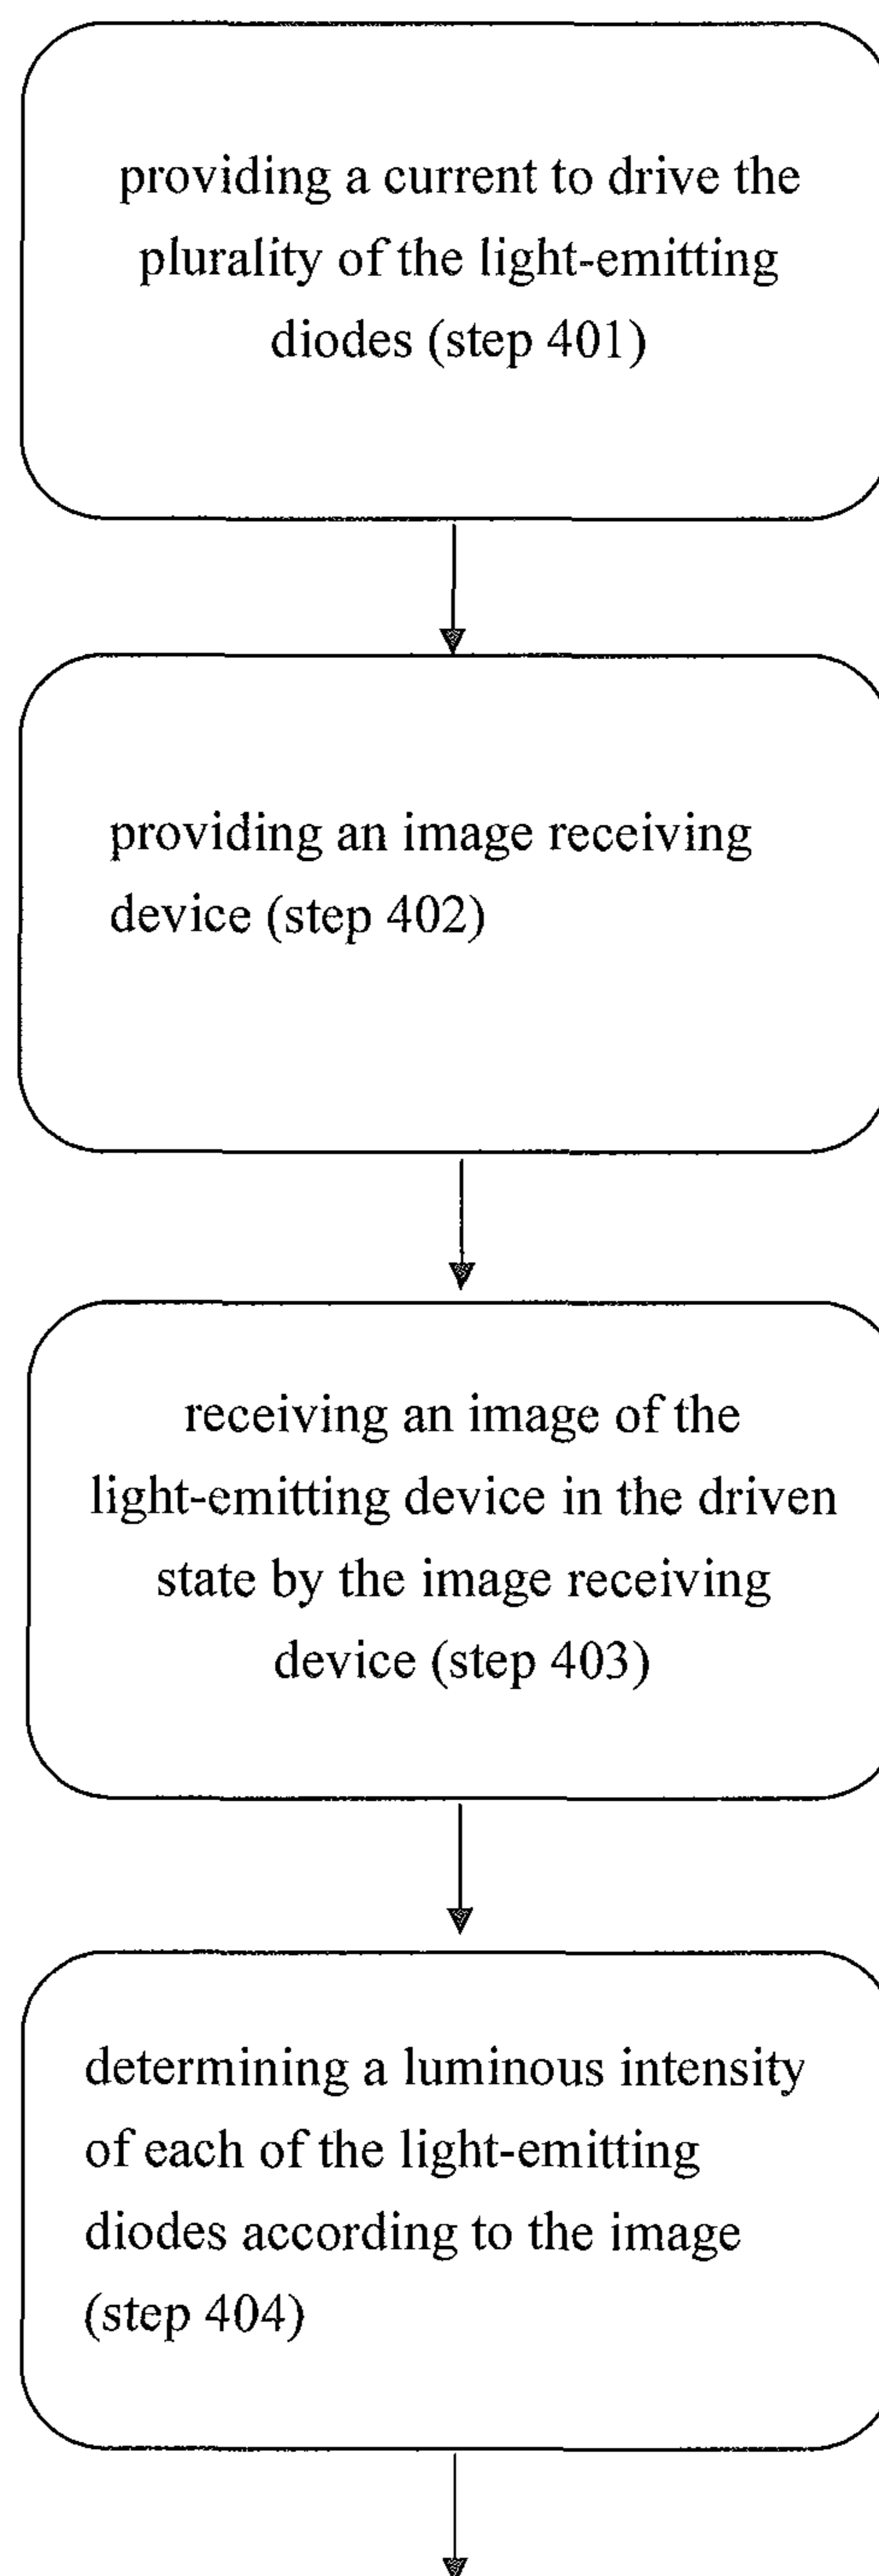 providing a current to drive the
plurality of the light-emitting
diodes (step 401)
providing an image receiving
device (step 402)
receiving an image of the
light-emitting device in the driven
state by the image receiving
device (step 403)
determining a luminous intensity
of each of the light-emitting
diodes according to the image
(step 404)